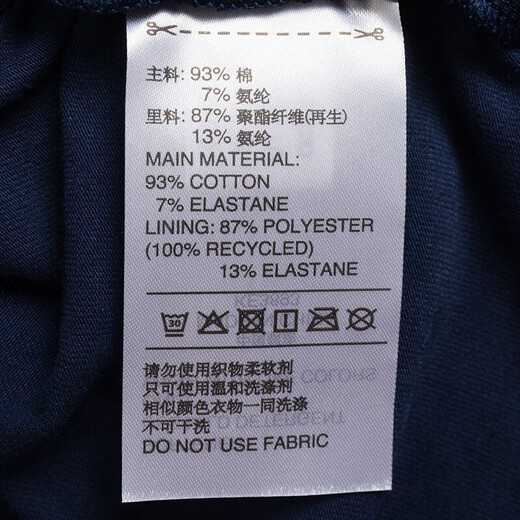 主料: 93% 棉
7% 氨纶
里料: 87% 聚酯纤维(再生)
13% 氨纶
MAIN MATERIAL:
93% COTTON
7% ELASTANE
LINING: 87% POLYESTER
(100% RECYCLED)
13% ELASTANE
30
请勿使用织物柔软剂
只可使用温和洗涤剂
相似颜色衣物一同洗涤
不可干洗
DO NOT USE FABRIC